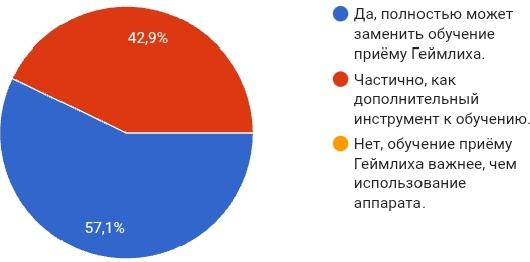 42,9%
57,1%
Да, полностью может
заменить обучение
приёму Геймлиха.
Частично, как
дополнительный
инструмент к обучению.
Нет, обучение приёму
Геймлиха важнее, чем
использование
аппарата.